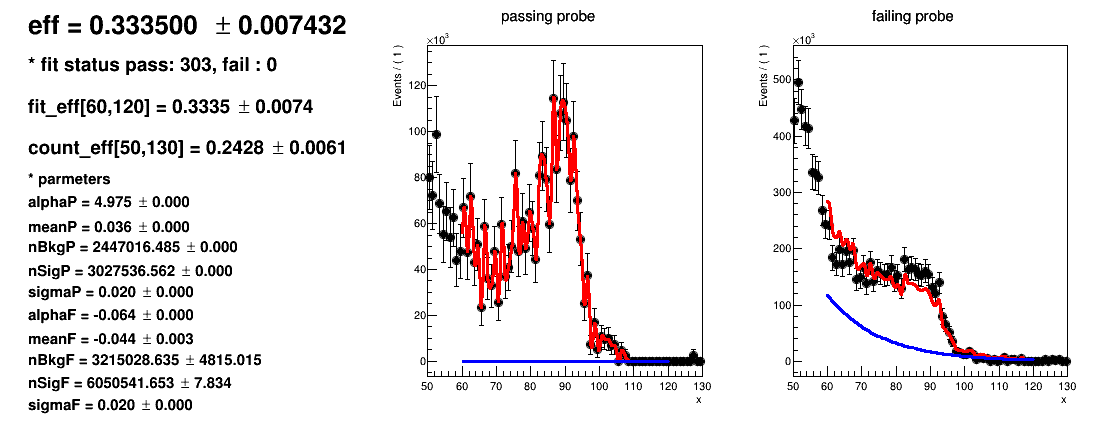 eff = 0.333500 ± 0.007432
* fit status pass: 303, fail : 0
fit_eff[60,120] = 0.3335 ± 0.0074
count_eff[50,130] = 0.2428 ± 0.0061
* parmeters
alphaP = 4.975 ± 0.000
meanP = 0.036 ± 0.000
nBkgP = 2447016.485 ± 0.000
nSigP = 3027536.562 ± 0.000
sigmaP = 0.020 ± 0.000
alphaF = -0.064 ± 0.000
meanF = -0.044 ± 0.003
nBkgF = 3215028.635 ± 4815.015
nSigF = 6050541.653 ± 7.834
sigmaF = 0.020 ± 0.000
passing probe
×10³
Events / ( 1 )
120
100
80
60
40
20
0
50 60 70 80 90 100 110 120 130
x
failing probe
×10³
Events / ( 1 )
500
400
300
200
100
0
50 60 70 80 90 100 110 120 130
x